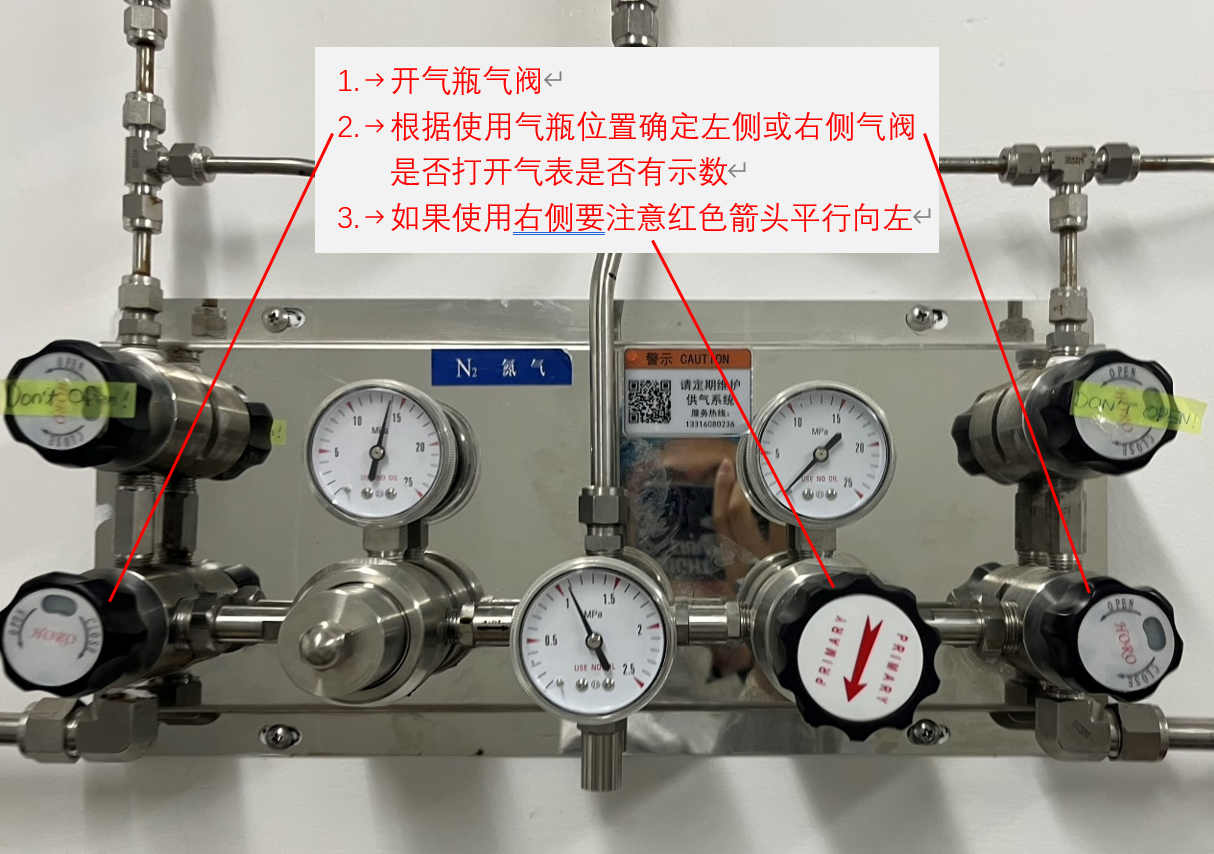 1.→开气瓶气阀↵
2.→根据使用气瓶位置确定左侧或右侧气阀
是否打开气表是否有示数↵
3.→如果使用右侧要注意红色箭头平行向左↵
N₂ 氮气
警示 CAUTION
请定期维护
供气系统
服务热线:
13316080236
OPEN
Don't Open!
CLOSE
10 15 20 25
MPa
USE NO OIL
5 10 15 20 25
MPa
USE NO OIL
OPEN
DON'T OPEN!
CLOSE
OPEN
HORO
CLOSE
0.5 1 1.5 2 2.5
MPa
USE NO OIL
PRIMARY
PRIMARY
OPEN
HORO
CLOSE